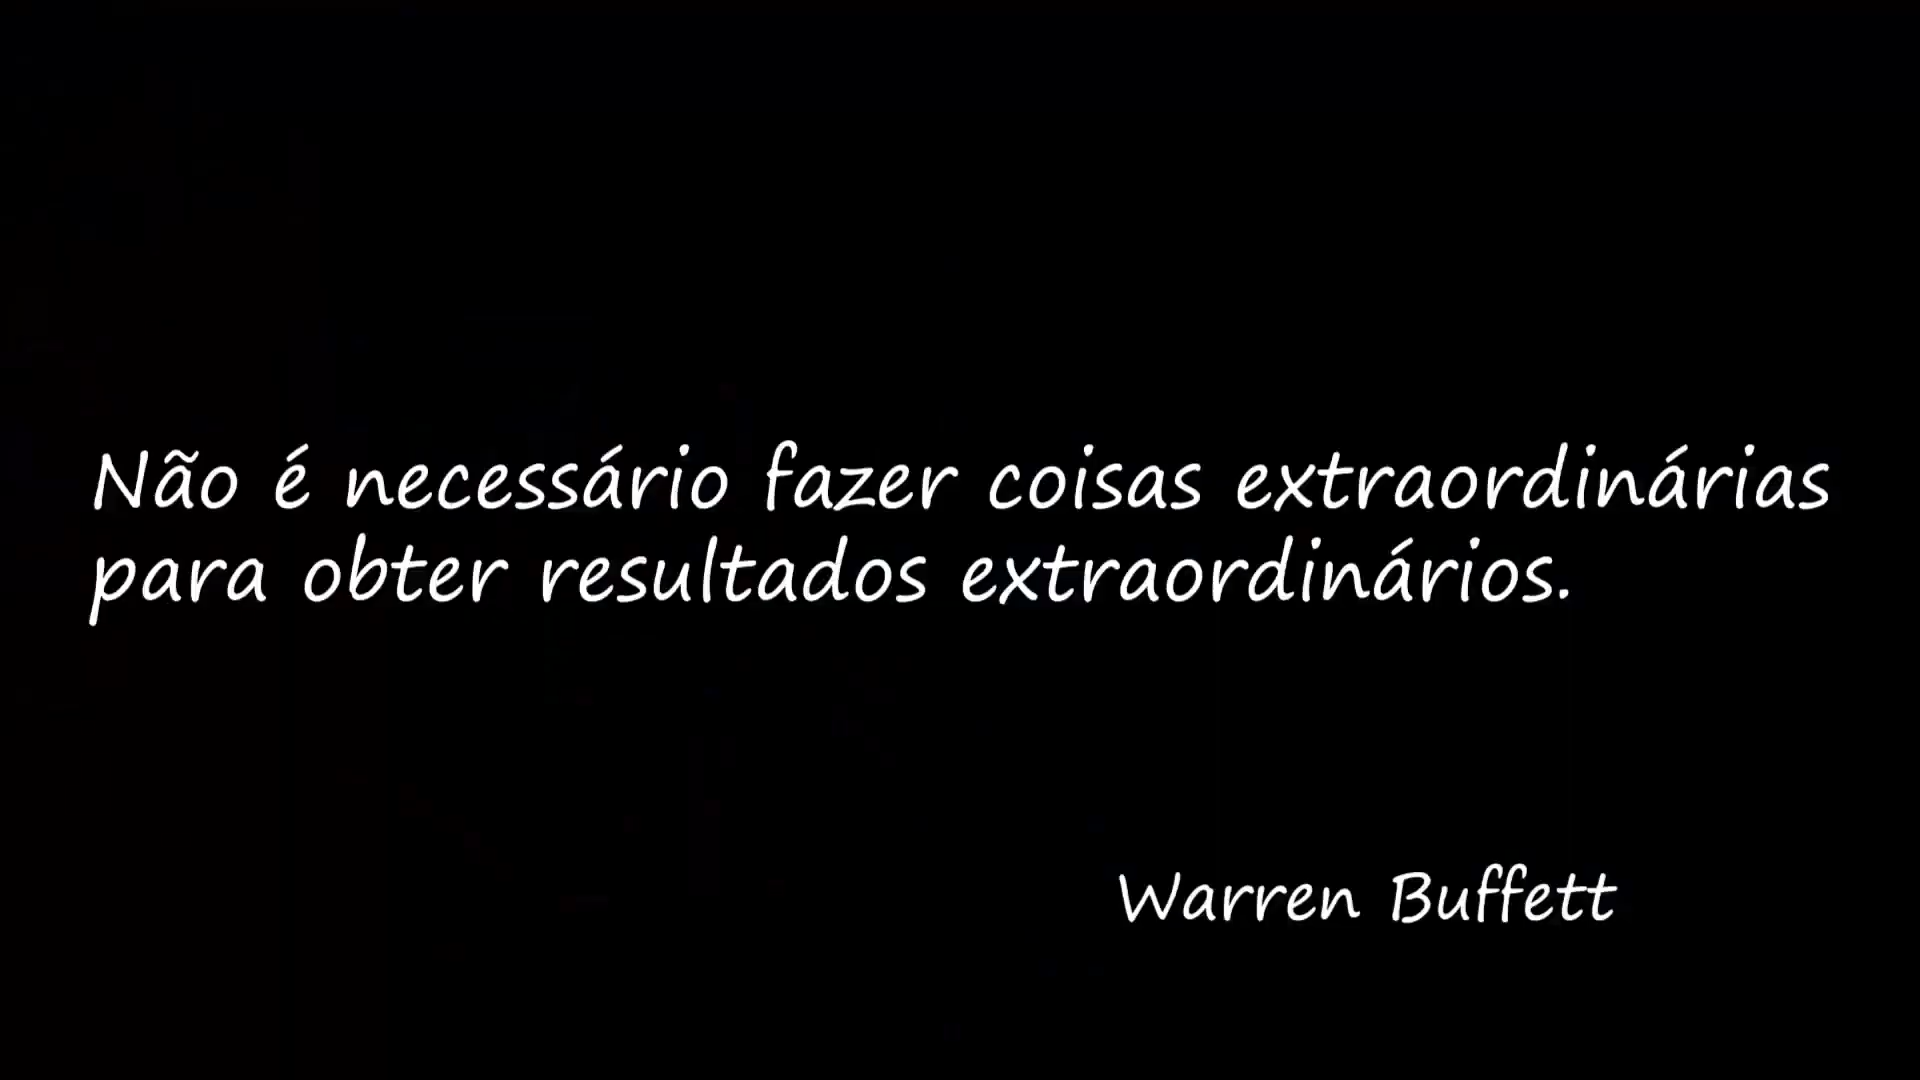 Não é necessário fazer coisas extraordinárias
para obter resultados extraordinários.
Warren Buffett